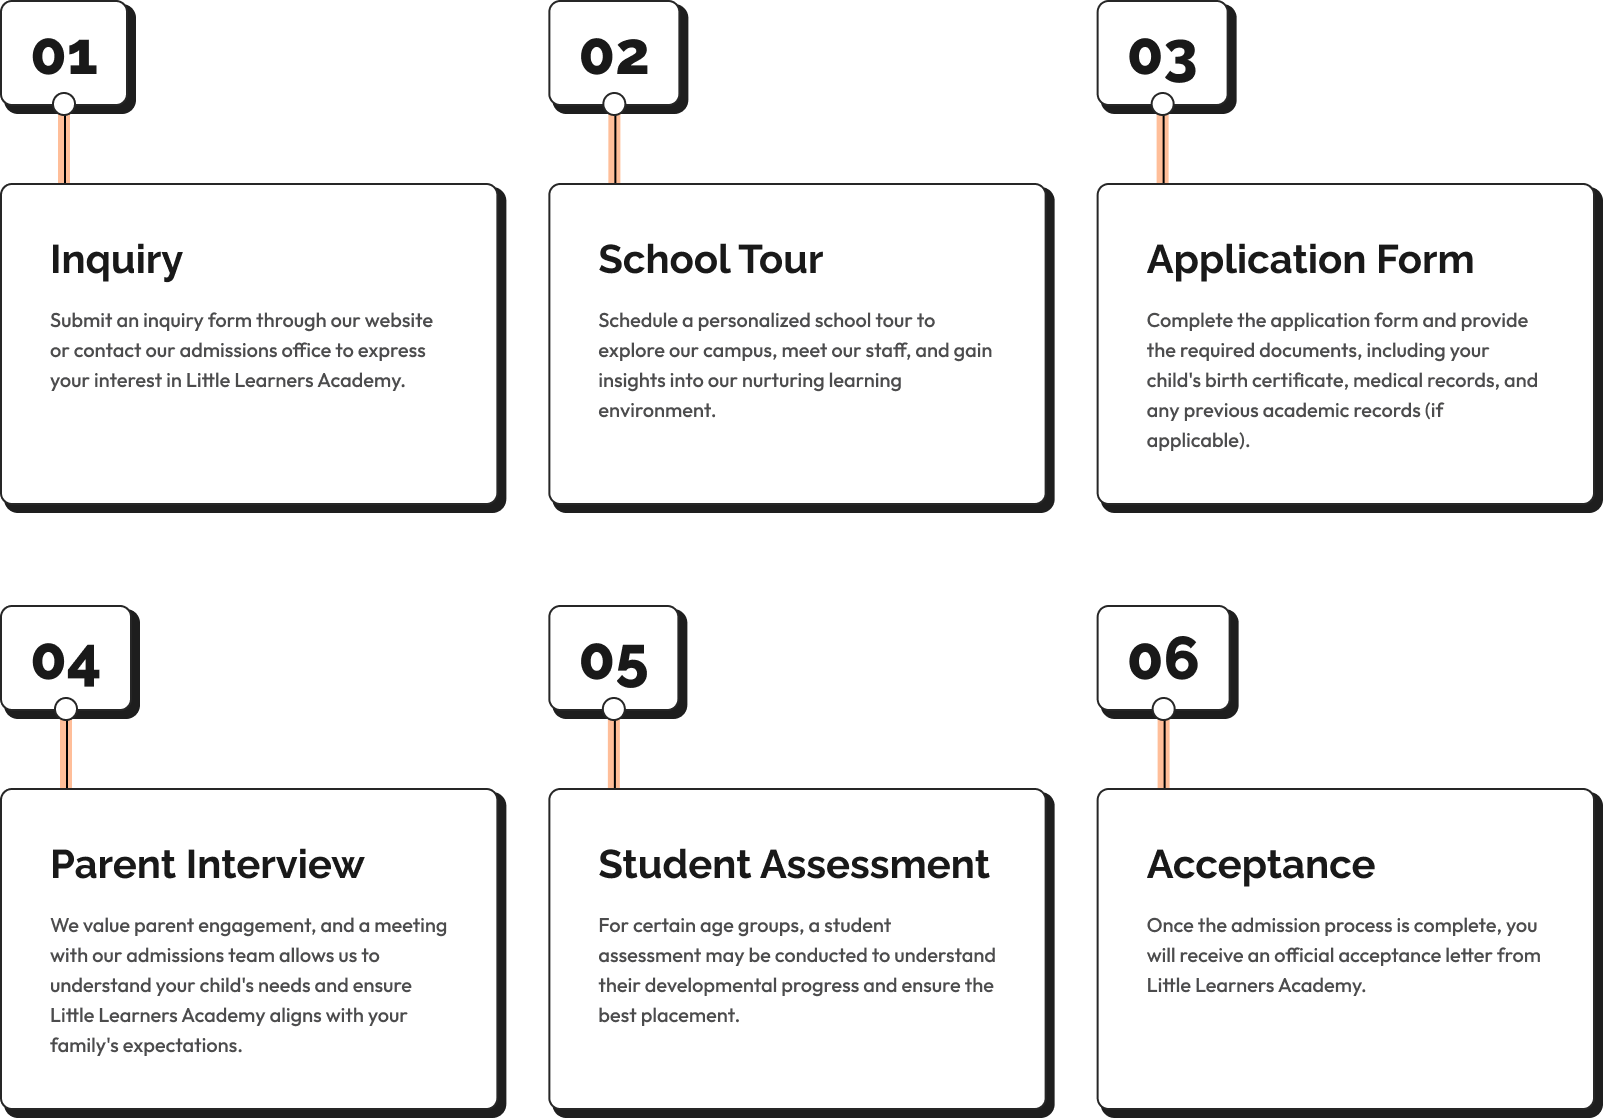 01
Inquiry
Submit an inquiry form through our website
or contact our admissions office to express
your interest in Little Learners Academy.
02
School Tour
Schedule a personalized school tour to
explore our campus, meet our staff, and gain
insights into our nurturing learning
environment.
03
Application Form
Complete the application form and provide
the required documents, including your
child's birth certificate, medical records, and
any previous academic records (if
applicable).
04
Parent Interview
We value parent engagement, and a meeting
with our admissions team allows us to
understand your child's needs and ensure
Little Learners Academy aligns with your
family's expectations.
05
Student Assessment
For certain age groups, a student
assessment may be conducted to understand
their developmental progress and ensure the
best placement.
06
Acceptance
Once the admission process is complete, you
will receive an official acceptance letter from
Little Learners Academy.